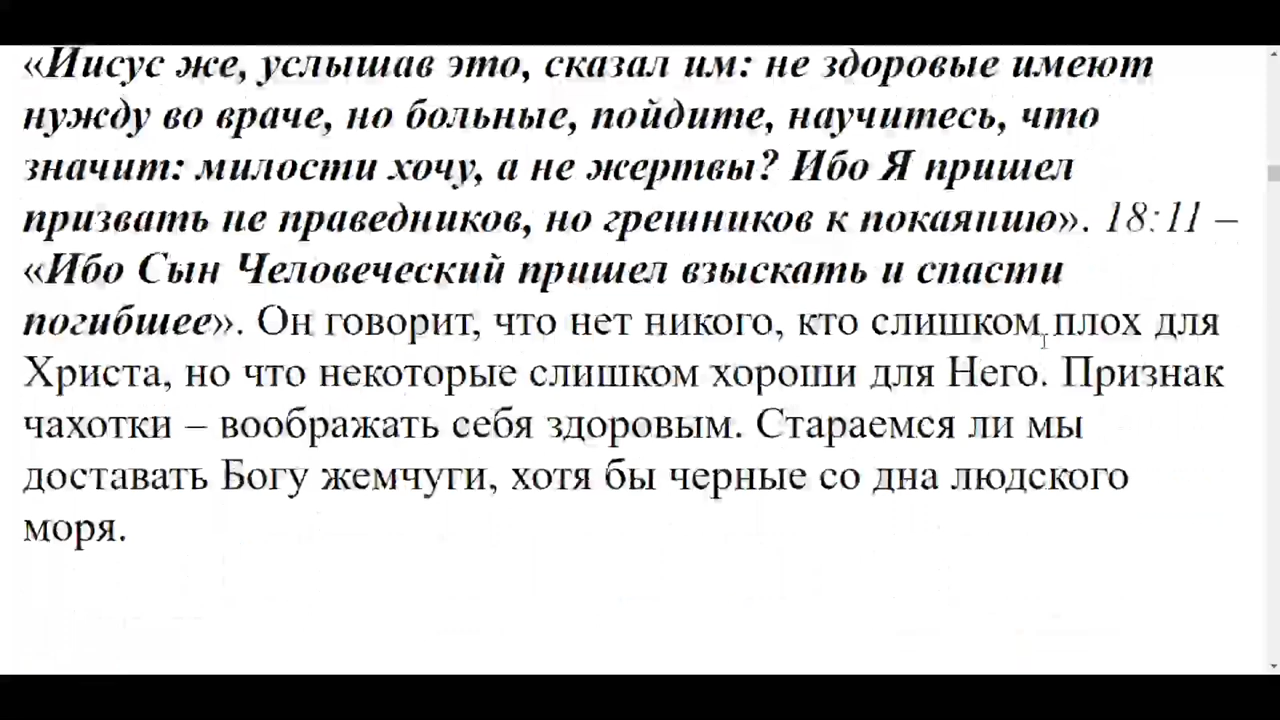 «Иисус же, услышав это, сказал им: не здоровые имеют
нужду во враче, но больные, пойдите, научитесь, что
значит: милости хочу, а не жертвы? Ибо Я пришел
призвать не праведников, но грешников к покаянию». 18:11 –
«Ибо Сын Человеческий пришел взыскать и спасти
погибшее». Он говорит, что нет никого, кто слишком плох для
Христа, но что некоторые слишком хороши для Него. Признак
чахотки – воображать себя здоровым. Стараемся ли мы
доставать Богу жемчуги, хотя бы черные со дна людского
моря.